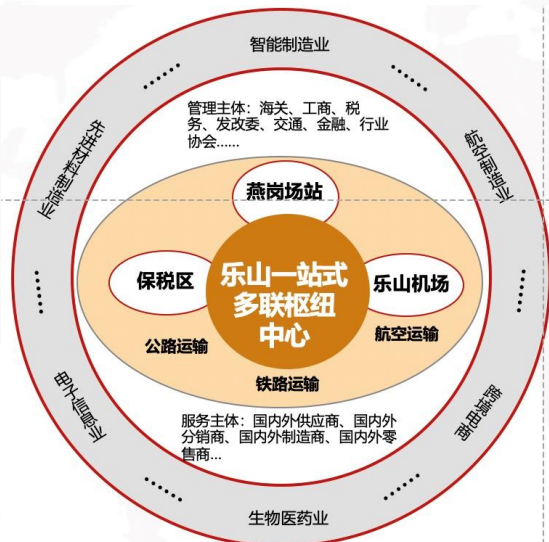 智能制造业
......
......
管理主体：海关、工商、税
务、发改委、交通、金融、行业
协会......
先进材料制造业
航空制造业
燕岗场站
保税区
乐山一站式
多联枢纽
中心
乐山机场
......
......
公路运输
航空运输
铁路运输
电子信息业
跨境电商
服务主体：国内外供应商、国内外
分销商、国内外制造商、国内外零
售商...
......
......
生物医药业